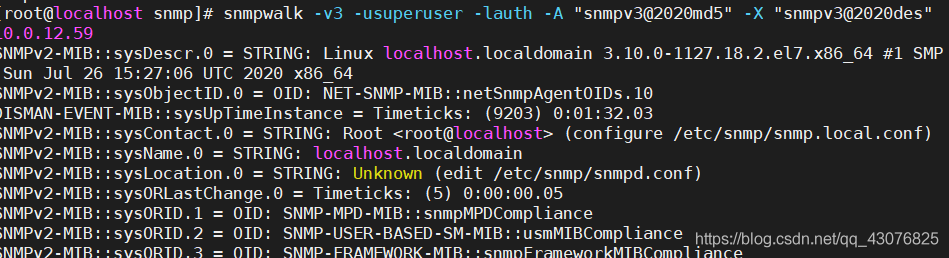 [root@localhost snmp]# snmpwalk -v3 -usuperuser -lauth -A "snmpv3@2020md5" -X "snmpv3@2020des"
10.0.12.59
SNMPv2-MIB::sysDescr.0 = STRING: Linux localhost.localdomain 3.10.0-1127.18.2.el7.x86_64 #1 SMP
Sun Jul 26 15:27:06 UTC 2020 x86_64
SNMPv2-MIB::sysObjectID.0 = OID: NET-SNMP-MIB::netSnmpAgentOIDs.10
DISMAN-EVENT-MIB::sysUpTimeInstance = Timeticks: (9203) 0:01:32.03
SNMPv2-MIB::sysContact.0 = STRING: Root <root@localhost> (configure /etc/snmp/snmp.local.conf)
SNMPv2-MIB::sysName.0 = STRING: localhost.localdomain
SNMPv2-MIB::sysLocation.0 = STRING: Unknown (edit /etc/snmp/snmpd.conf)
SNMPv2-MIB::sysORLastChange.0 = Timeticks: (5) 0:00:00.05
SNMPv2-MIB::sysORID.1 = OID: SNMP-MPD-MIB::snmpMPDCompliance
SNMPv2-MIB::sysORID.2 = OID: SNMP-USER-BASED-SM-MIB::usmMIBCompliance
SNMPv2-MIB::sysORID.3 = OID: SNMP-FRAMEWORK-MIB::snmpFrameworkMIBCompliance
https://blog.csdn.net/qq_43076825